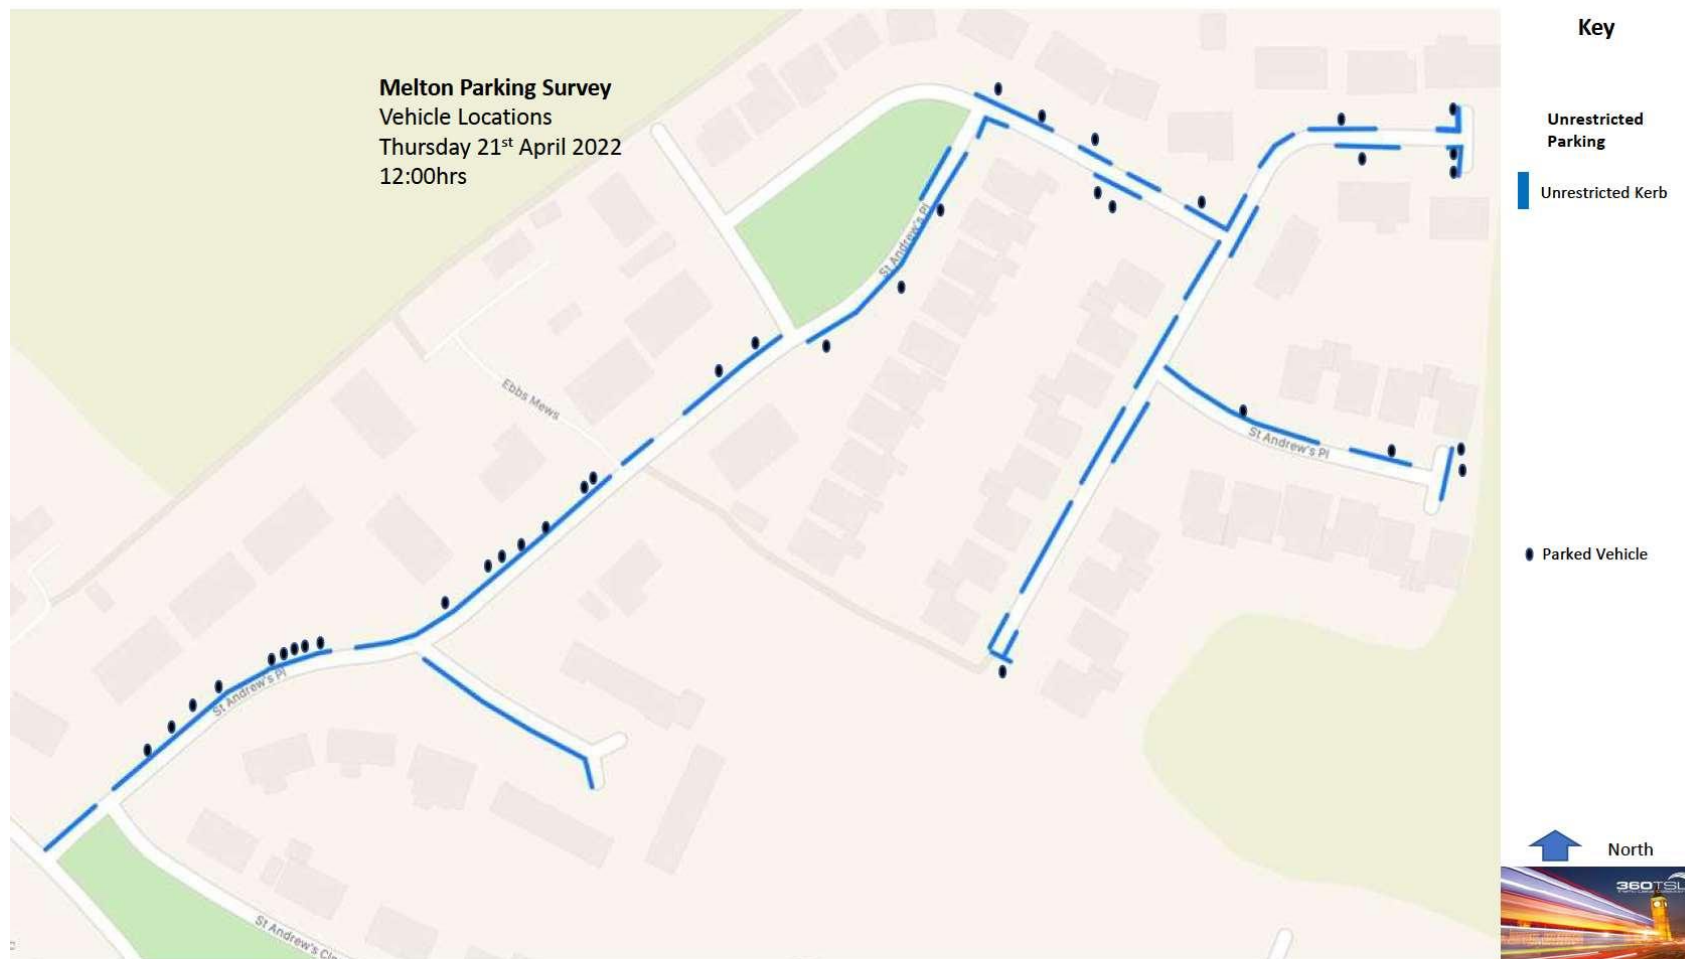 Key
Melton Parking Survey
Vehicle Locations
Thursday 21st April 2022
12:00hrs
Unrestricted
Parking
Unrestricted Kerb
St Andrew's Pl
Ebbs Mews
St Andrew's Pl
Parked Vehicle
St Andrew's Pl
North
360TSL
St Andrew's Cl